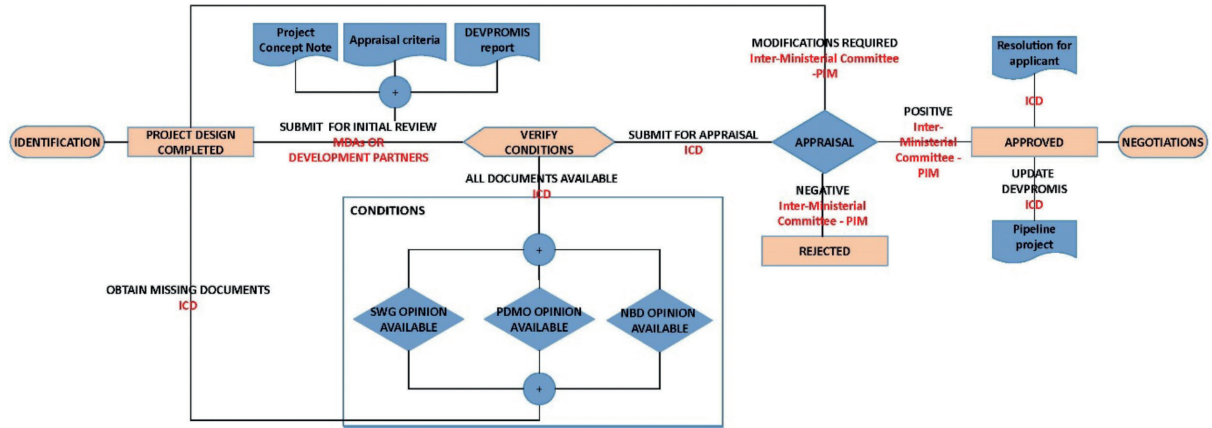 Project
Concept Note
Appraisal criteria
DEVPROMIS
report
MODIFICATIONS REQUIRED
Inter-Ministerial Committee
-PIM
Resolution for
applicant
ICD
IDENTIFICATION
PROJECT DESIGN
COMPLETED
+
SUBMIT FOR INITIAL REVIEW
MDAs OR
DEVELOPMENT PARTNERS
VERIFY
CONDITIONS
SUBMIT FOR APPRAISAL
ICD
APPRAISAL
POSITIVE
Inter-
Ministerial
Committee -
PIM
APPROVED
NEGOTIATIONS
ALL DOCUMENTS AVAILABLE
ICD
NEGATIVE
Inter-Ministerial
Committee - PIM
REJECTED
UPDATE
DEVPROMIS
ICD
Pipeline
project
CONDITIONS
+
OBTAIN MISSING DOCUMENTS
ICD
SWG OPINION
AVAILABLE
PDMO OPINION
AVAILABLE
NBD OPINION
AVAILABLE
+